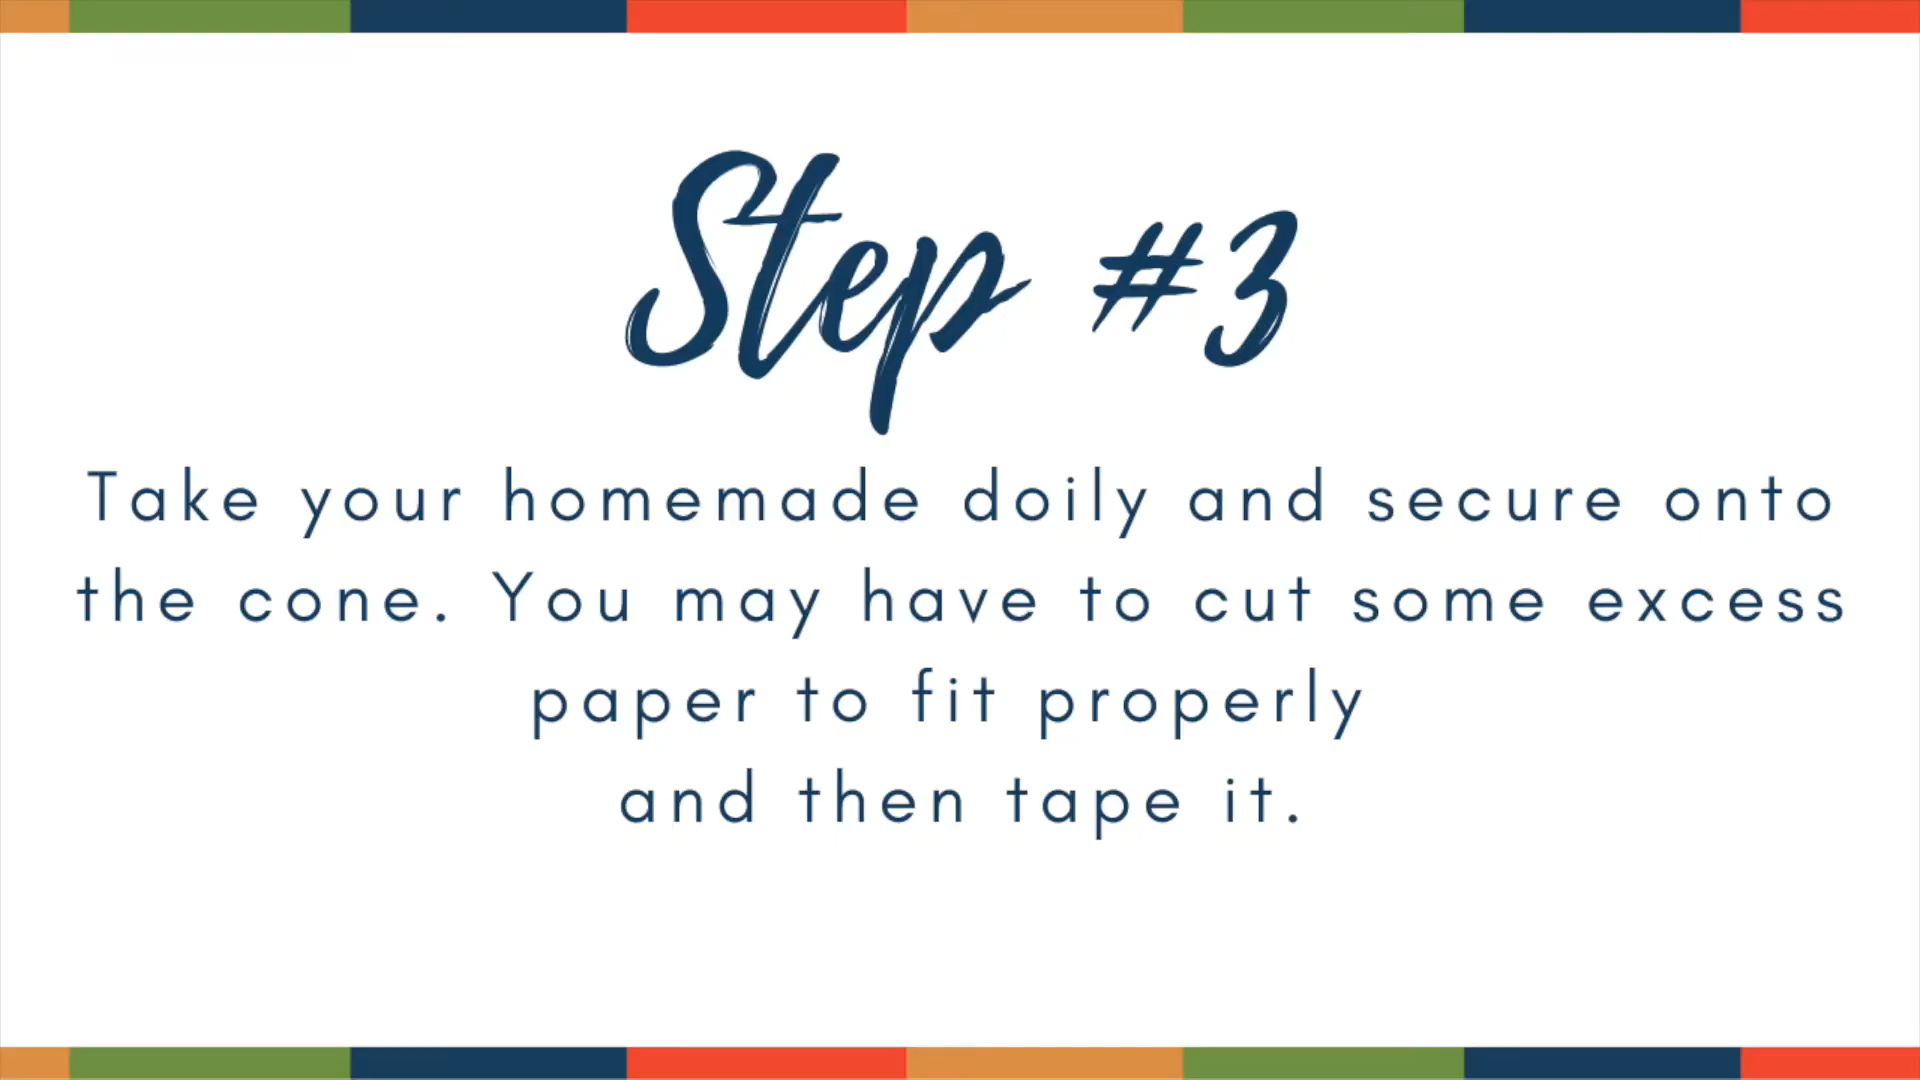 Step #3
Take your homemade doily and secure onto
the cone. You may have to cut some excess
paper to fit properly
and then tape it.